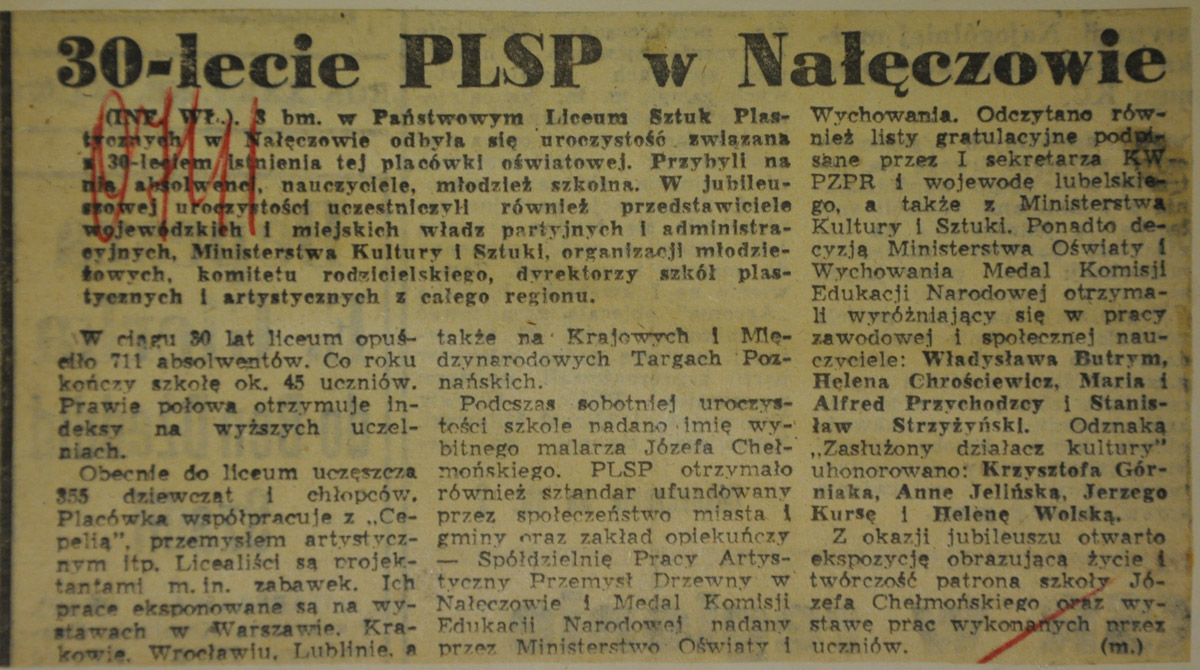 30-lecie PLSP w Nałęczowie
(INF. WŁ.). 8 bm. w Państwowym Liceum Sztuk Plas-
tycznych w Nałęczowie odbyła się uroczystość związana
z 30-leciem istnienia tej placówki oświatowej. Przybyli na
nią absolwenci, nauczyciele, młodzież szkolna. W jubileu-
szowej uroczystości uczestniczyli również przedstawiciele
wojewódzkich i miejskich władz partyjnych i administra-
cyjnych, Ministerstwa Kultury i Sztuki, organizacji młodzie-
żowych, komitetu rodzicielskiego, dyrektorzy szkół plas-
tycznych i artystycznych z całego regionu.
W ciągu 30 lat liceum opuś-
ciło 711 absolwentów. Co roku
kończy szkołę ok. 45 uczniów.
Prawie połowa otrzymuje in-
deksy na wyższych uczel-
niach.
Obecnie do liceum uczęszcza
355 dziewcząt i chłopców.
Placówka współpracuje z „Ce-
pelią", przemysłem artystycz-
nym itp. Licealiści są projek-
tantami m. in. zabawek. Ich
prace eksponowane są na wy-
stawach w Warszawie, Kra-
kowie, Wrocławiu, Lublinie, a
także na Krajowych i Mię-
dzynarodowych Targach Poz-
nańskich.
Podczas sobotniej uroczys-
tości szkole nadano imię wy-
bitnego malarza Józefa Cheł-
mońskiego. PLSP otrzymało
również sztandar ufundowany
przez społeczeństwo miasta i
gminy oraz zakład opiekuńczy
— Spółdzielnię Pracy Artys-
tyczny Przemysł Drzewny w
Nałęczowie i Medal Komisji
Edukacji Narodowej nadany
przez Ministerstwo Oświaty i
Wychowania. Odczytano rów-
nież listy gratulacyjne podpi-
sane przez I sekretarza KW
PZPR i wojewodę lubelskie-
go, a także z Ministerstwa
Kultury i Sztuki. Ponadto de-
cyzją Ministerstwa Oświaty i
Wychowania Medal Komisji
Edukacji Narodowej otrzyma-
li wyróżniający się w pracy
zawodowej i społecznej nau-
czyciele: Władysława Butrym,
Helena Chrościewicz, Maria i
Alfred Przychodzcy i Stanis-
ław Strzyżyński. Odznaką
„Zasłużony działacz kultury"
uhonorowano: Krzysztofa Gór-
niaka, Annę Jelińską, Jerzego
Kursę i Helenę Wolską.
Z okazji jubileuszu otwarto
ekspozycję obrazującą życie i
twórczość patrona szkoły Jó-
zefa Chełmońskiego oraz wy-
stawę prac wykonanych przez
uczniów. (m.)